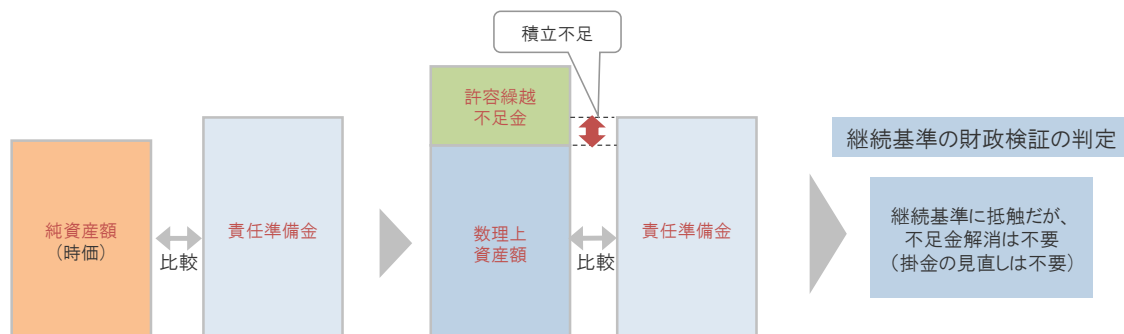 積立不足
許容繰越
不足金
継続基準の財政検証の判定
純資産額
（時価）
比較
責任準備金
数理上
資産額
比較
責任準備金
継続基準に抵触だが、
不足金解消は不要
（掛金の見直しは不要）